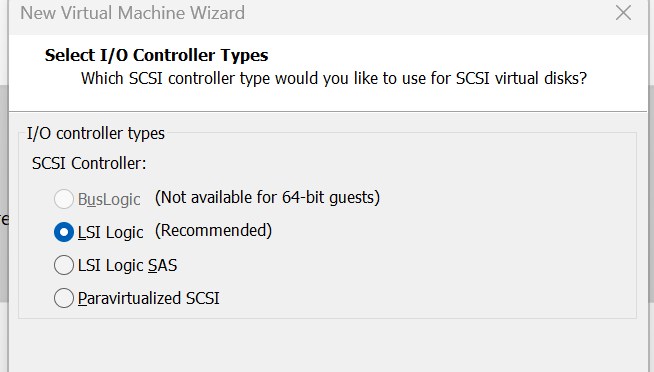 New Virtual Machine Wizard
Select I/O Controller Types
Which SCSI controller type would you like to use for SCSI virtual disks?
I/O controller types
SCSI Controller:
BusLogic (Not available for 64-bit guests)
LSI Logic (Recommended)
LSI Logic SAS
Paravirtualized SCSI